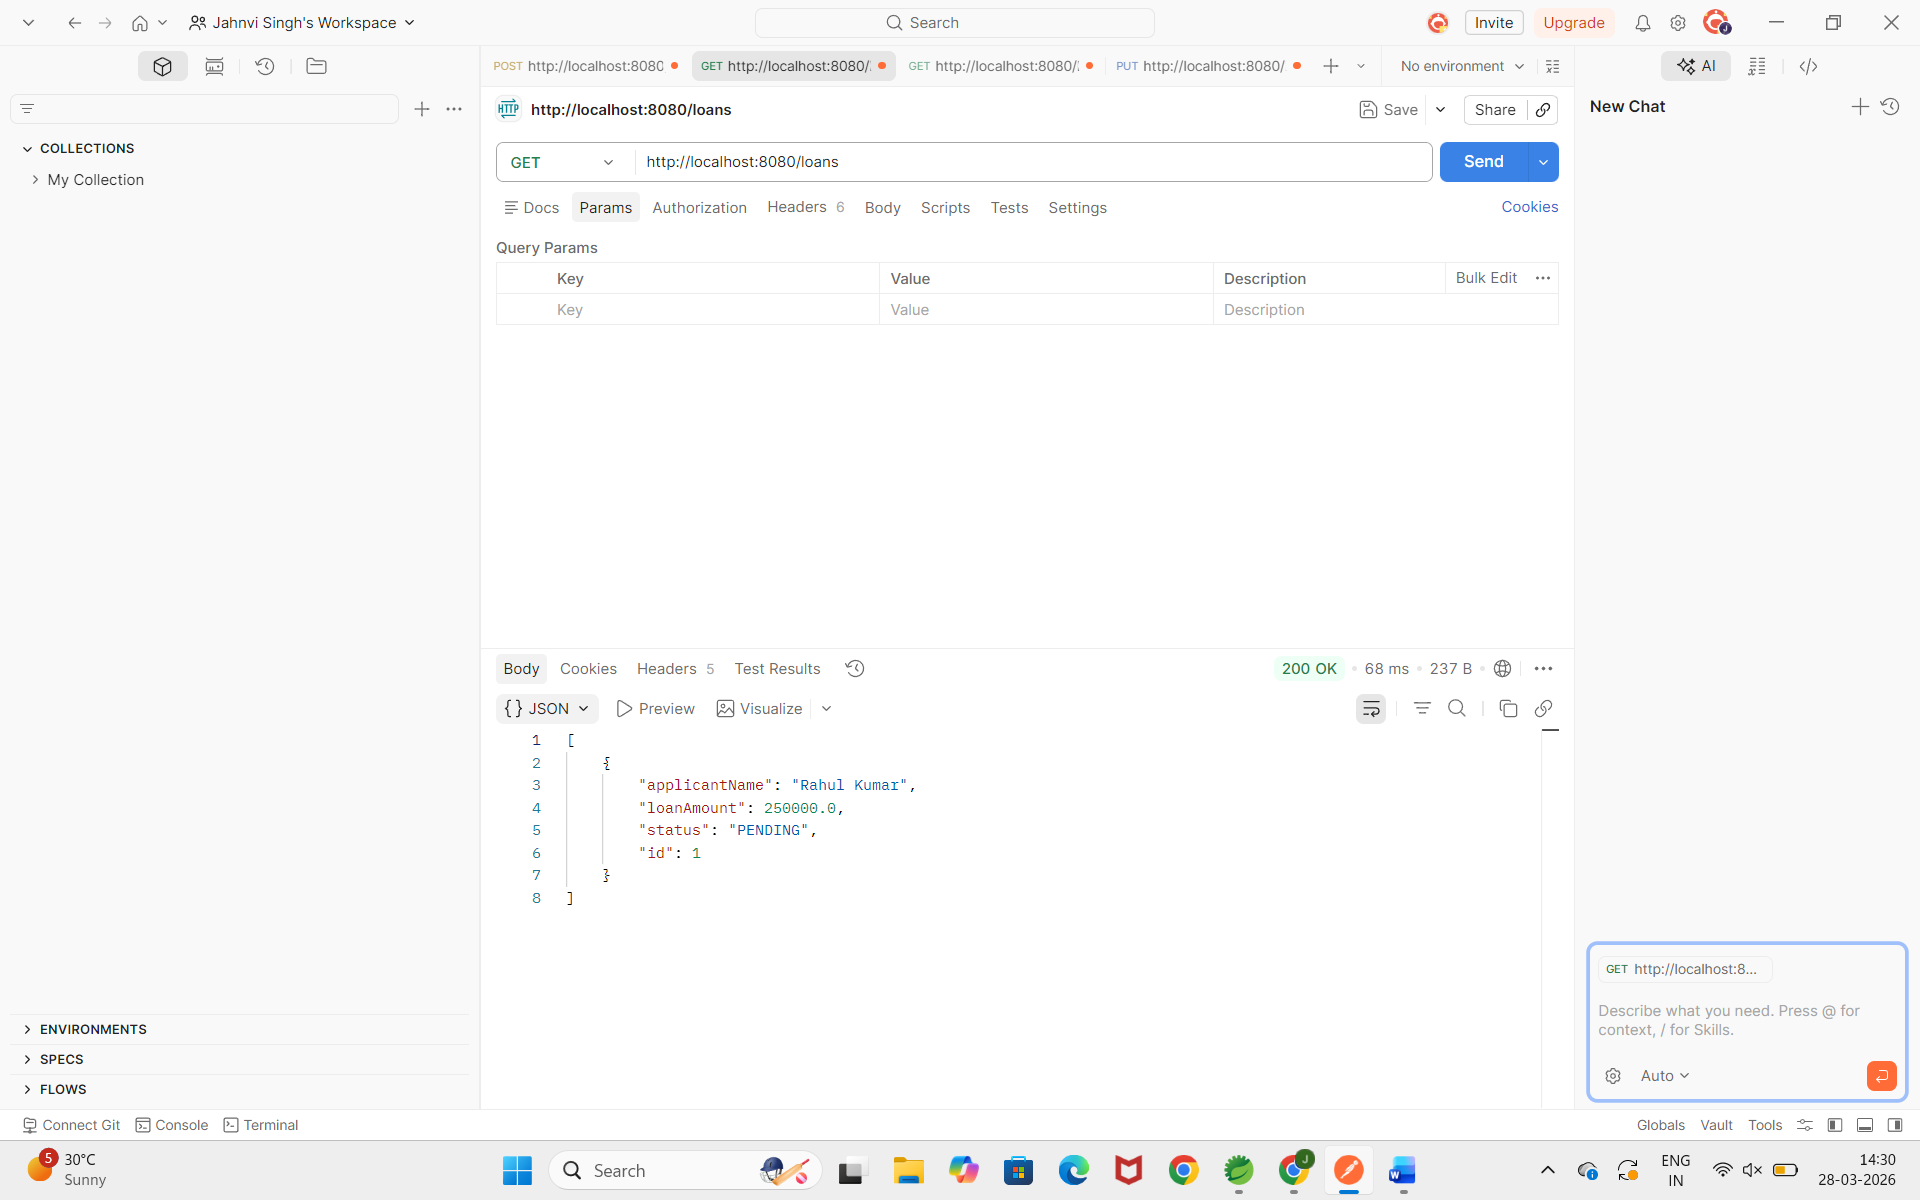 Jahnvi Singh's Workspace
Search
Invite
Upgrade
POST http://localhost:8080
GET http://localhost:8080/
GET http://localhost:8080/
PUT http://localhost:8080/
No environment
AI
HTTP http://localhost:8080/loans
Save
Share
New Chat
COLLECTIONS
My Collection
GET
http://localhost:8080/loans
Send
Docs
Params
Authorization
Headers 6
Body
Scripts
Tests
Settings
Cookies
Query Params
Key Value Description Bulk Edit
Key Value Description
Body
Cookies
Headers 5
Test Results
200 OK
68 ms
237 B
{ } JSON
Preview
Visualize
1 [
2 {
3 "applicantName": "Rahul Kumar",
4 "loanAmount": 250000.0,
5 "status": "PENDING",
6 "id": 1
7 }
8 ]
GET http://localhost:8...
Describe what you need. Press @ for
context, / for Skills.
Auto
ENVIRONMENTS
SPECS
FLOWS
Connect Git
Console
Terminal
Globals
Vault
Tools
5
30°C
Sunny
Search
J
W
ENG
IN
14:30
28-03-2026